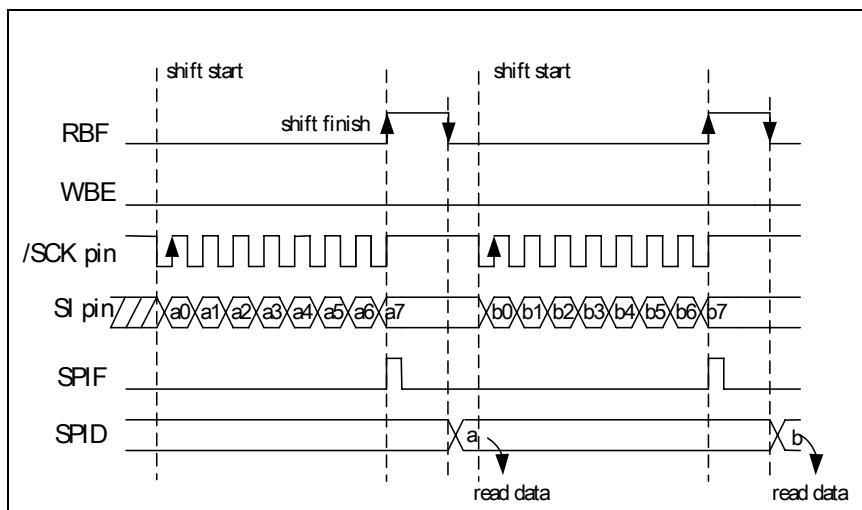 shift start shift start
RBF shift finish
WBE
/SCK pin
SI pin a0 a1 a2 a3 a4 a5 a6 a7 b0 b1 b2 b3 b4 b5 b6 b7
SPIF
SPID a b
read data read data